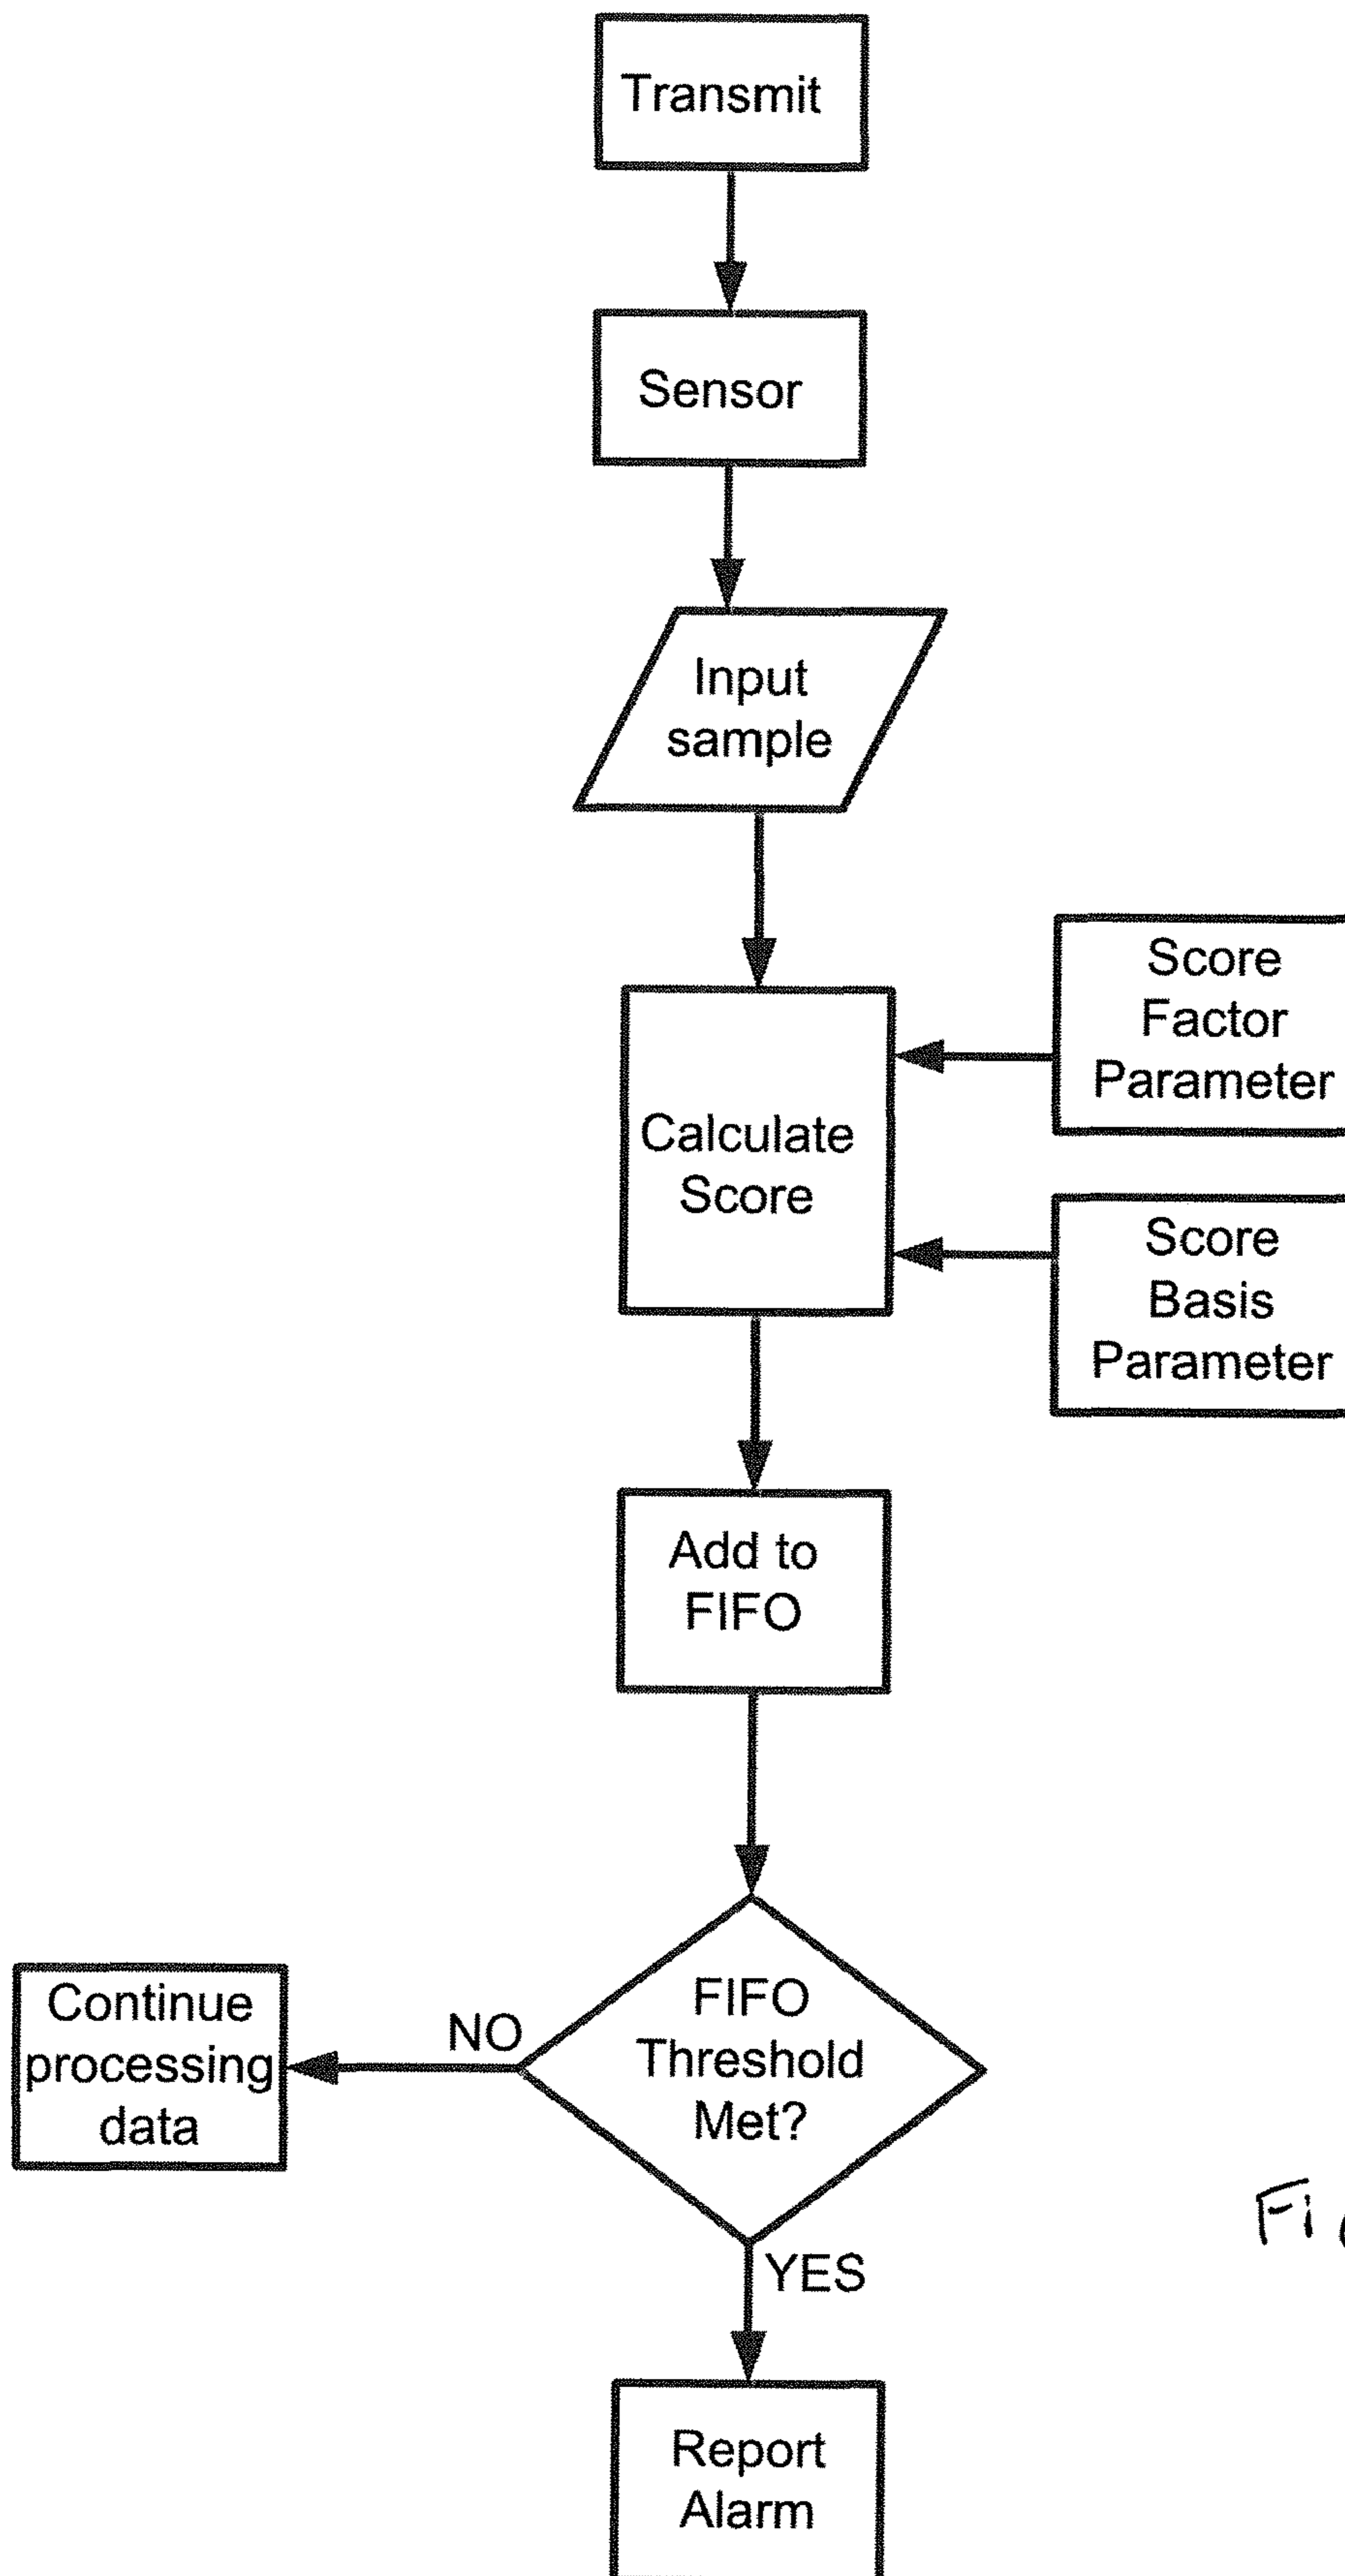 Transmit
Sensor
Input
sample
Score
Factor
Parameter
Calculate
Score
Score
Basis
Parameter
Add to
FIFO
FIFO
Threshold
Met?
NO
Continue
processing
data
YES
Report
Alarm